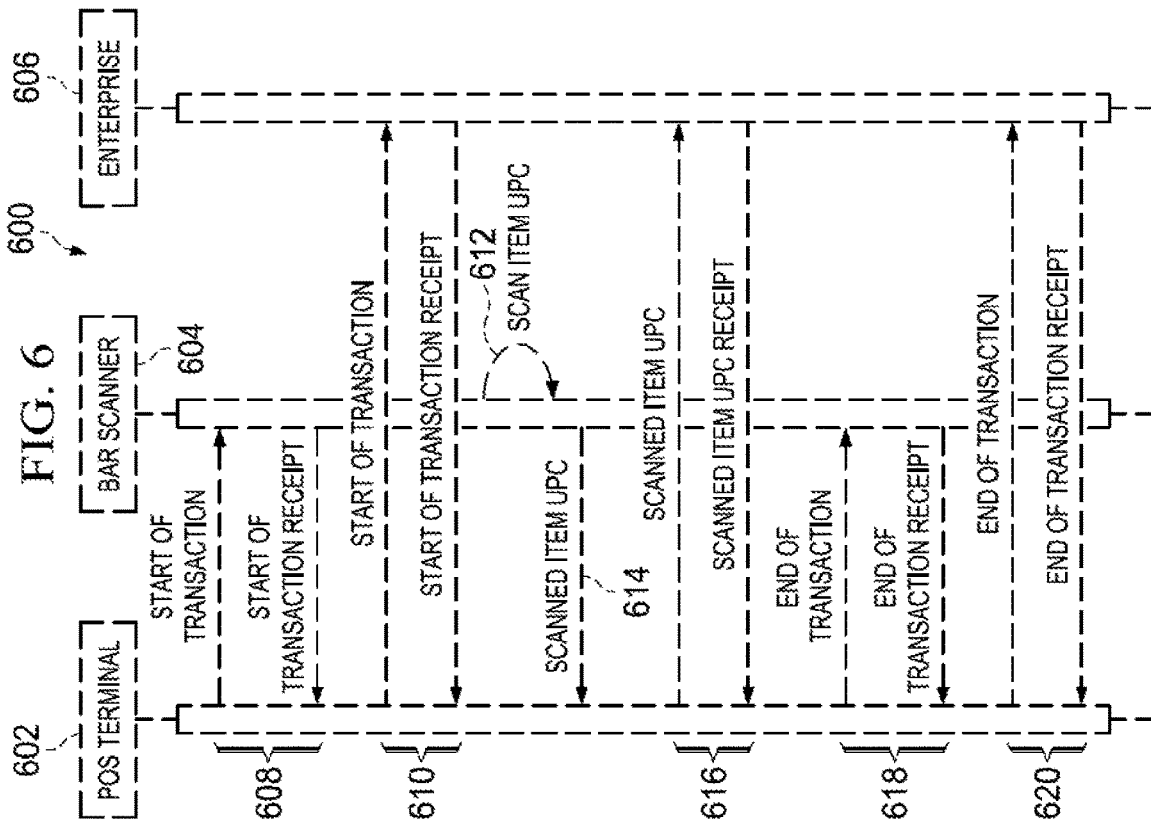 FIG. 6
600
602
POS TERMINAL
604
BAR SCANNER
606
ENTERPRISE
START OF
TRANSACTION
START OF
TRANSACTION RECEIPT
608
START OF TRANSACTION
START OF TRANSACTION RECEIPT
610
612
SCAN ITEM UPC
SCANNED ITEM UPC
614
SCANNED ITEM UPC
SCANNED ITEM UPC RECEIPT
616
END OF
TRANSACTION
END OF
TRANSACTION RECEIPT
618
END OF TRANSACTION
END OF TRANSACTION RECEIPT
620